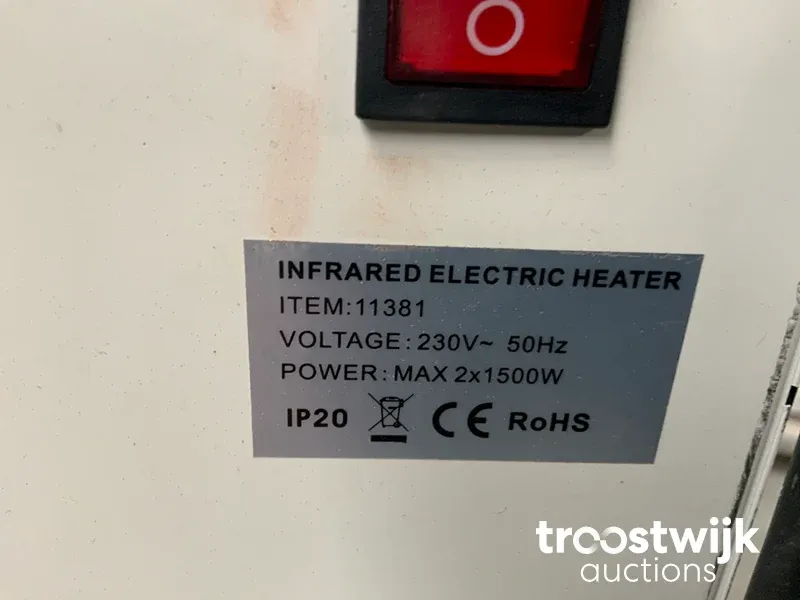 INFRARED ELECTRIC HEATER
ITEM:11381
VOLTAGE: 230V~ 50Hz
POWER: MAX 2x1500W
IP20 CE RoHS
troostwijk
auctions